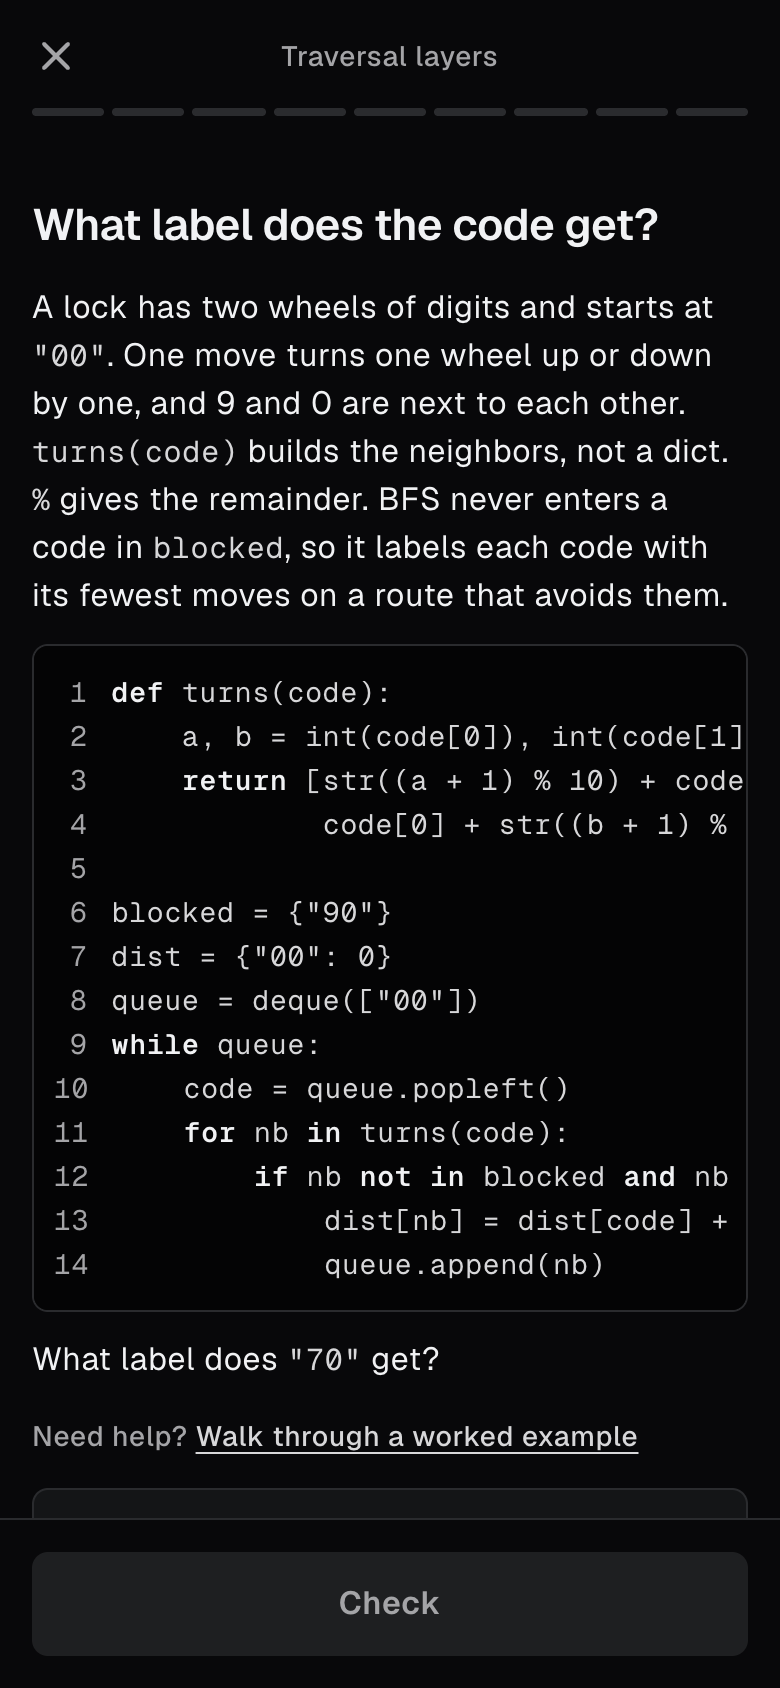 Traversal layers
What label does the code get?
A lock has two wheels of digits and starts at
"00". One move turns one wheel up or down
by one, and 9 and 0 are next to each other.
turns(code) builds the neighbors, not a dict.
% gives the remainder. BFS never enters a
code in blocked, so it labels each code with
its fewest moves on a route that avoids them.
1 def turns(code):
2     a, b = int(code[0]), int(code[1]
3     return [str((a + 1) % 10) + code
4             code[0] + str((b + 1) %
5
6 blocked = {"90"}
7 dist = {"00": 0}
8 queue = deque(["00"])
9 while queue:
10     code = queue.popleft()
11     for nb in turns(code):
12         if nb not in blocked and nb
13             dist[nb] = dist[code] +
14             queue.append(nb)
What label does "70" get?
Need help? Walk through a worked example
Check